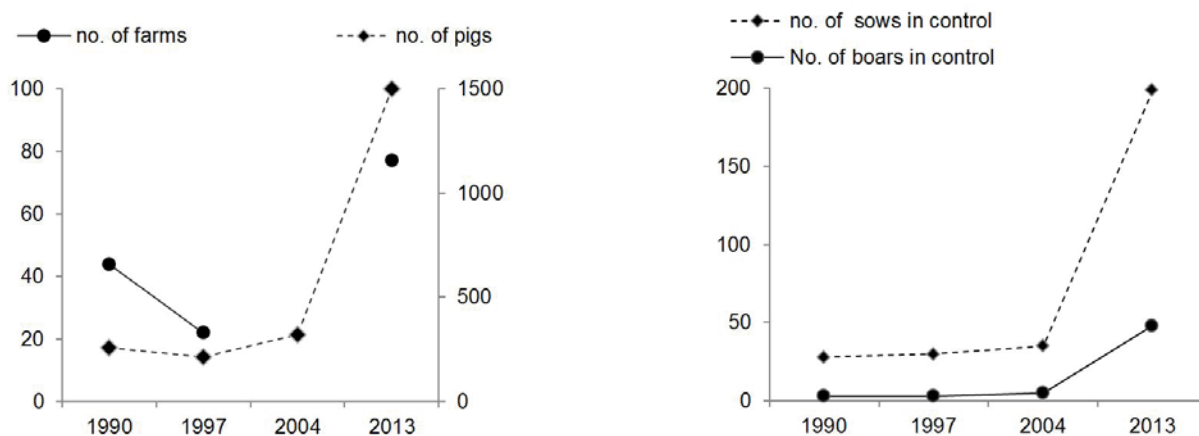 no. of farms
no. of pigs
100
80
60
40
20
0
1500
1000
500
0
1990 1997 2004 2013
no. of sows in control
No. of boars in control
200
150
100
50
0
1990 1997 2004 2013